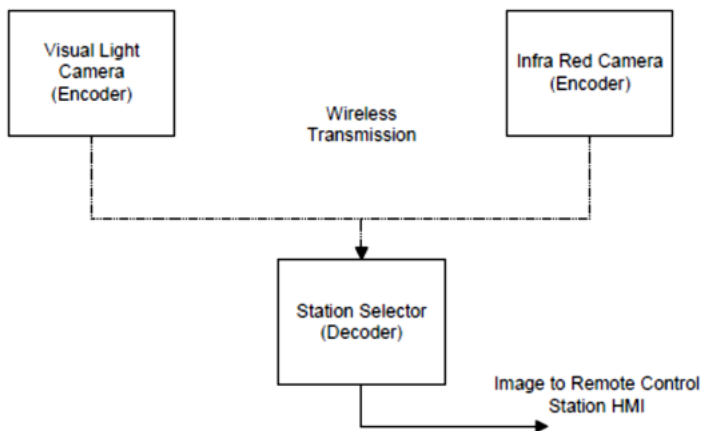 Visual Light
Camera
(Encoder)
Infra Red Camera
(Encoder)
Wireless
Transmission
Station Selector
(Decoder)
Image to Remote Control
Station HMI